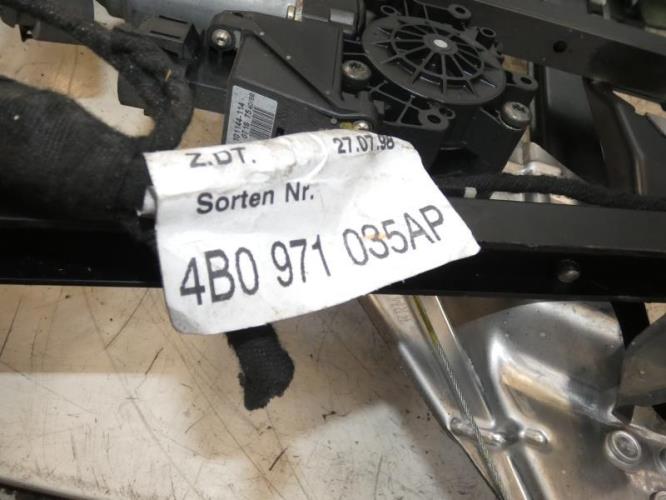 Z.DT. 27.07.98
Sorten Nr.
4B0 971 035AP